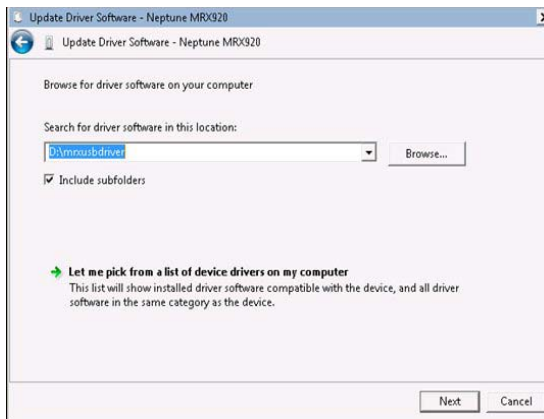 Update Driver Software - Neptune MRX920
Update Driver Software - Neptune MRX920
Browse for driver software on your computer
Search for driver software in this location:
D:\mrxusbdriver
Browse...
Include subfolders
Let me pick from a list of device drivers on my computer
This list will show installed driver software compatible with the device, and all driver
software in the same category as the device.
Next
Cancel